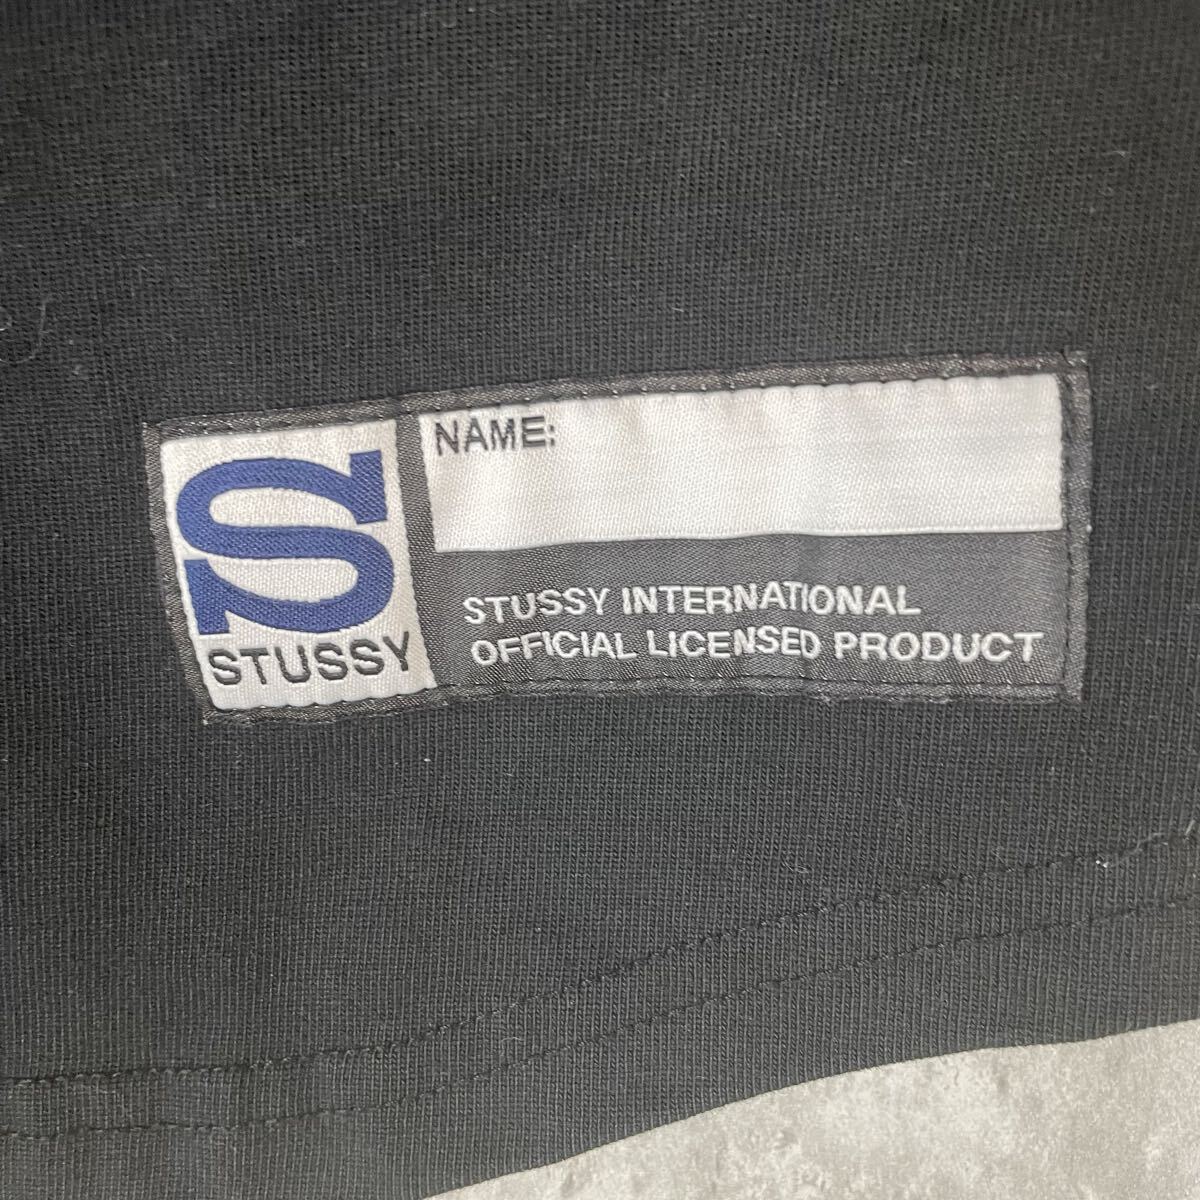 S
STUSSY
NAME:
STUSSY INTERNATIONAL
OFFICIAL LICENSED PRODUCT